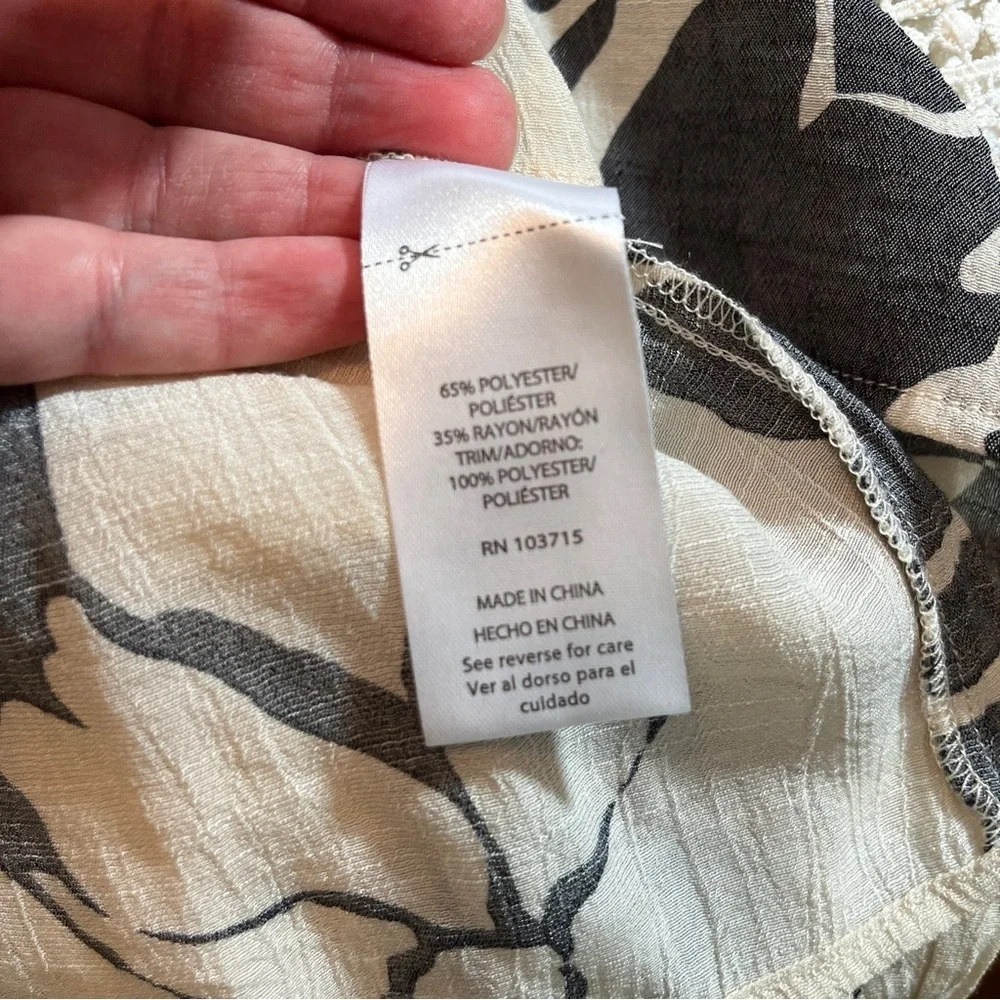 65% POLYESTER/
POLIÉSTER
35% RAYON/RAYÓN
TRIM/ADORNO:
100% POLYESTER/
POLIÉSTER
RN 103715
MADE IN CHINA
HECHO EN CHINA
See reverse for care
Ver al dorso para el
cuidado